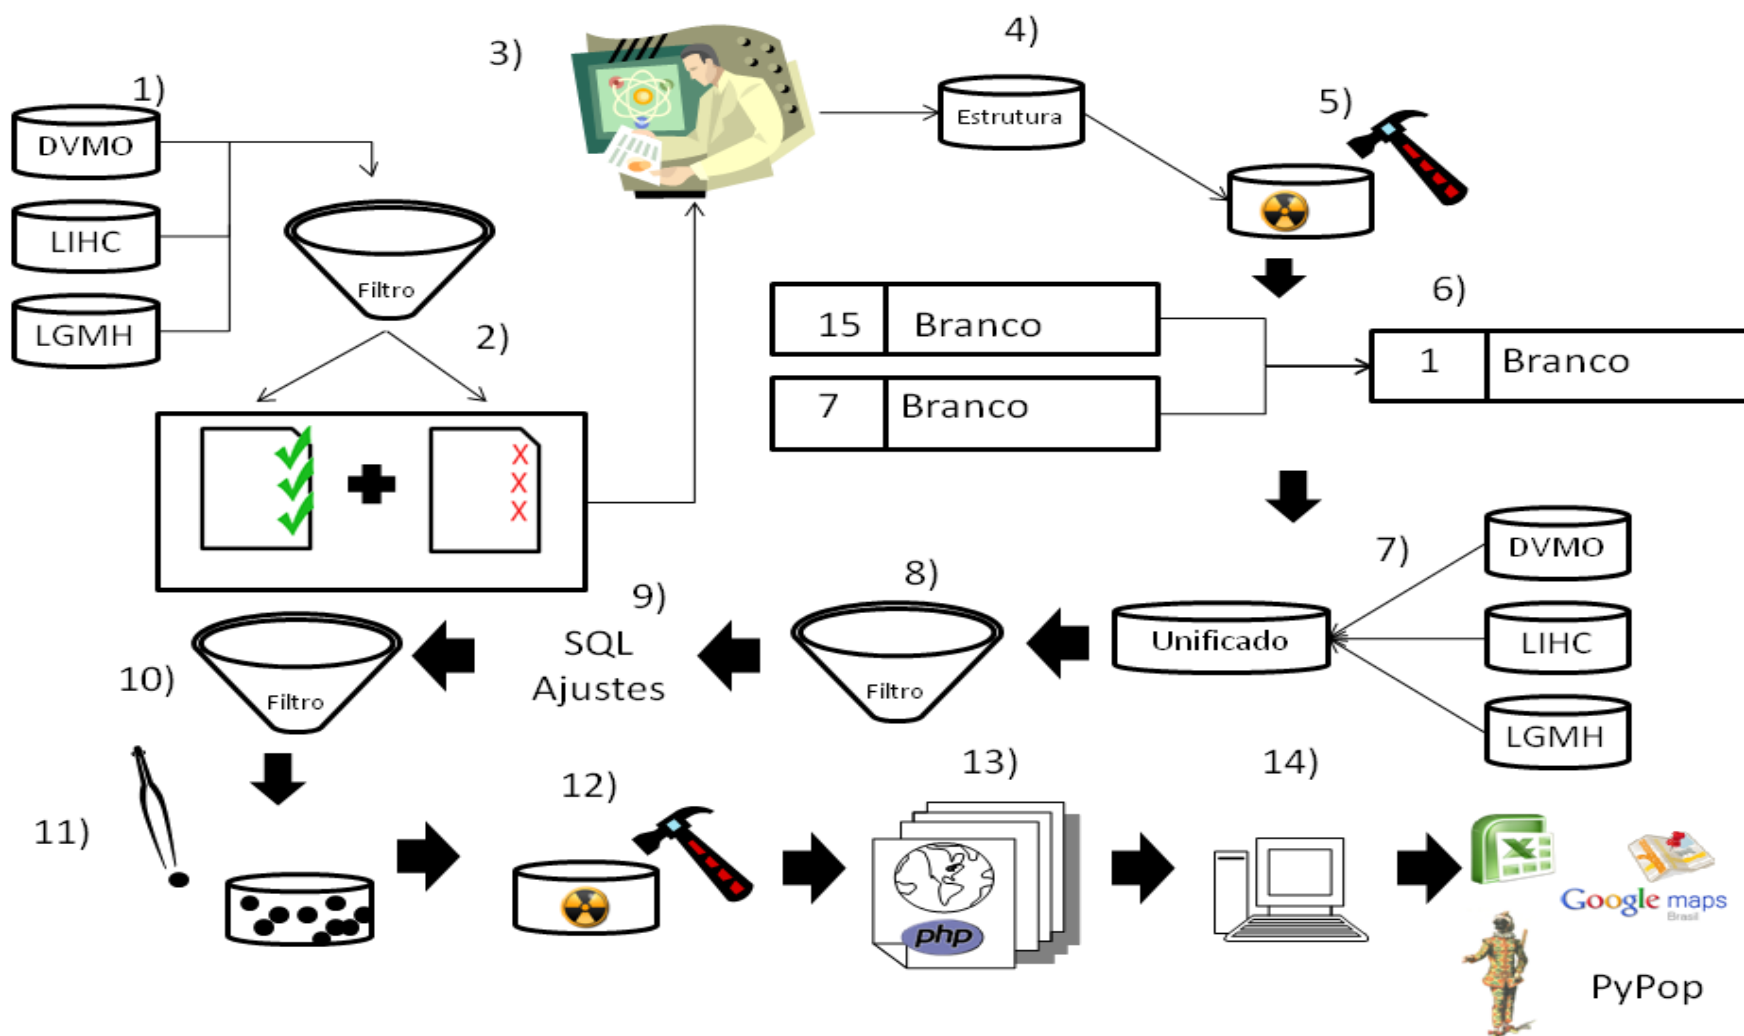 1)
DVMO
LIHC
LGMH
Filtro
2)
X
X
X
3)
4)
Estrutura
5)
15 Branco
7 Branco
6)
1 Branco
7)
DVMO
LIHC
LGMH
Unificado
8)
Filtro
9)
SQL
Ajustes
10)
Filtro
11)
12)
13)
php
14)
X
Google maps
Brasil
PyPop